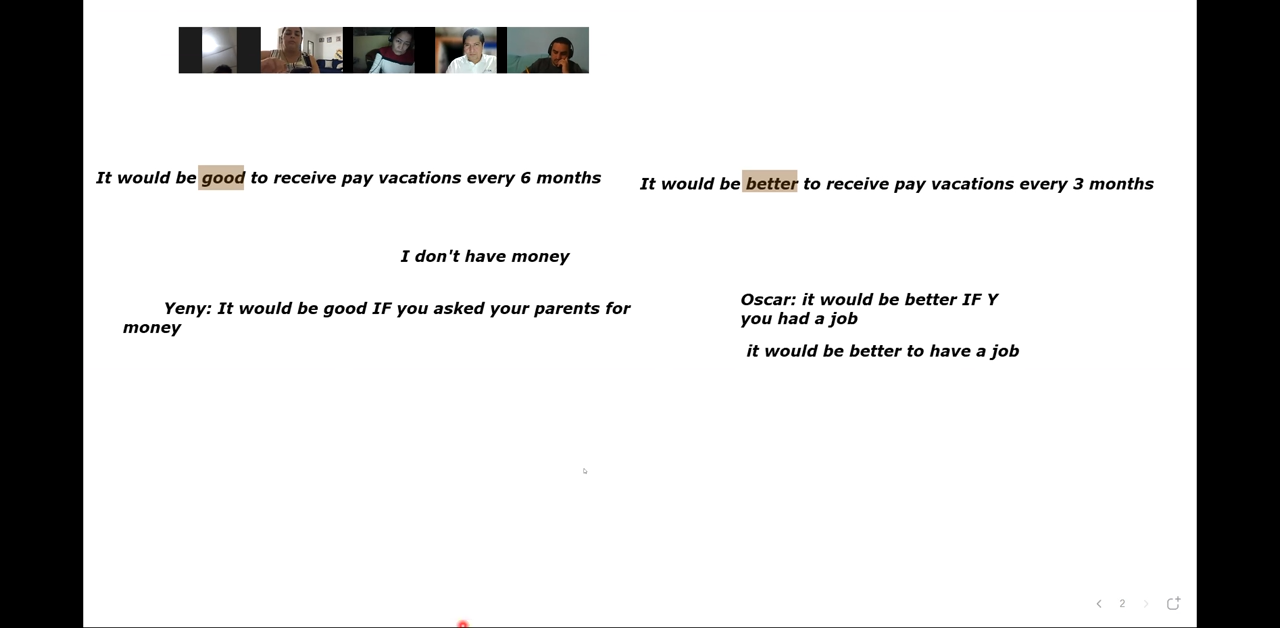 It would be good to receive pay vacations every 6 months
It would be better to receive pay vacations every 3 months
I don't have money
Yeny: It would be good IF you asked your parents for
money
Oscar: it would be better IF Y
you had a job
it would be better to have a job
2